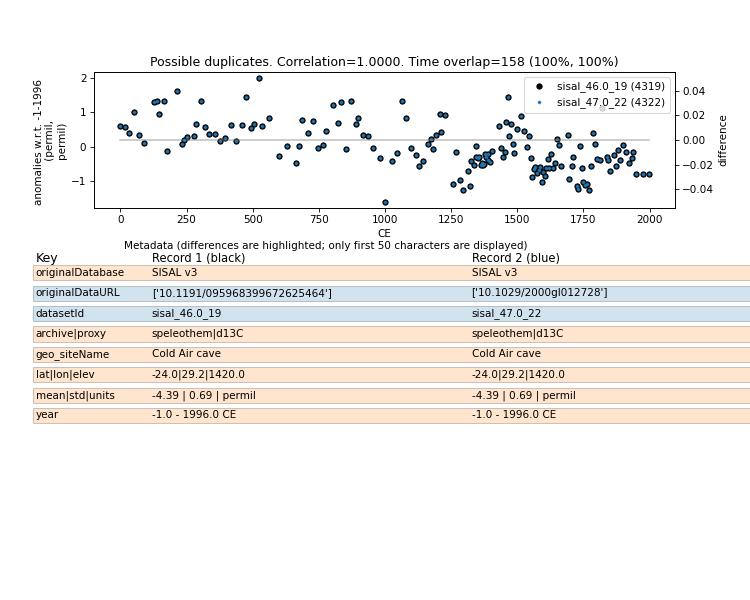 Possible duplicates. Correlation=1.0000. Time overlap=158 (100%, 100%)
anomalies w.r.t. -1-1996
(permil,
permil)
2
1
0
−1
sisal_46.0_19 (4319)
sisal_47.0_22 (4322)
0.04
0.02
0.00
−0.02
−0.04
difference
0 250 500 750 1000 1250 1500 1750 2000
CE
Metadata (differences are highlighted; only first 50 characters are displayed)
Key Record 1 (black) Record 2 (blue)
originalDatabase SISAL v3 SISAL v3
originalDataURL ['10.1191/095968399672625464'] ['10.1029/2000gl012728']
datasetId sisal_46.0_19 sisal_47.0_22
archive|proxy speleothem|d13C speleothem|d13C
geo_siteName Cold Air cave Cold Air cave
lat|lon|elev -24.0|29.2|1420.0 -24.0|29.2|1420.0
mean|std|units -4.39 | 0.69 | permil -4.39 | 0.69 | permil
year -1.0 - 1996.0 CE -1.0 - 1996.0 CE